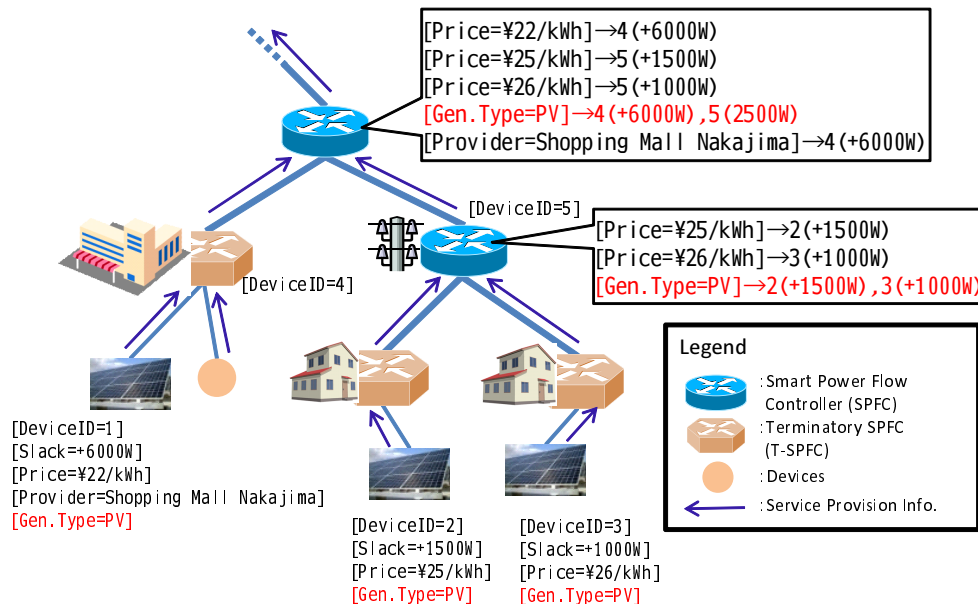 [Price=¥22/kWh]→4(+6000W)
[Price=¥25/kWh]→5(+1500W)
[Price=¥26/kWh]→5(+1000W)
[Gen.Type=PV]→4(+6000W),5(2500W)
[Provider=Shopping Mall Nakajima]→4(+6000W)
[DeviceID=5]
[Price=¥25/kWh]→2(+1500W)
[Price=¥26/kWh]→3(+1000W)
[Gen.Type=PV]→2(+1500W),3(+1000W)
[DeviceID=4]
Legend
:Smart Power Flow
Controller (SPFC)
:Terminatory SPFC
(T-SPFC)
:Devices
:Service Provision Info.
[DeviceID=1]
[Slack=+6000W]
[Price=¥22/kWh]
[Provider=Shopping Mall Nakajima]
[Gen.Type=PV]
[DeviceID=2]
[Slack=+1500W]
[Price=¥25/kWh]
[Gen.Type=PV]
[DeviceID=3]
[Slack=+1000W]
[Price=¥26/kWh]
[Gen.Type=PV]